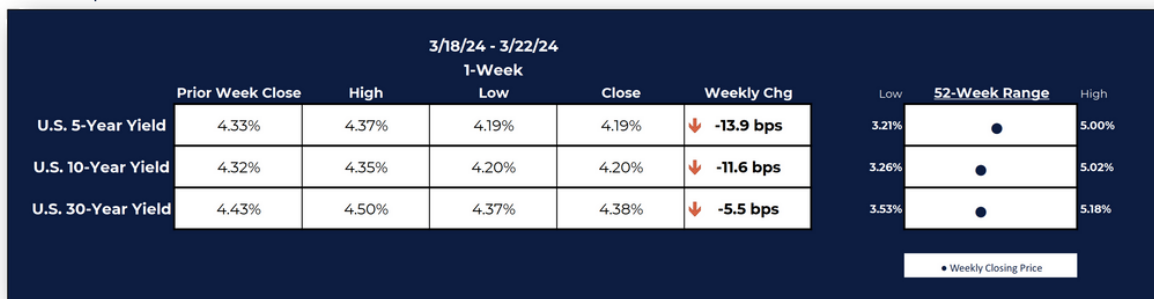 3/18/24 - 3/22/24
1-Week
Prior Week Close High Low Close Weekly Chg Low 52-Week Range High
U.S. 5-Year Yield 4.33% 4.37% 4.19% 4.19% -13.9 bps 3.21% 5.00%
U.S. 10-Year Yield 4.32% 4.35% 4.20% 4.20% -11.6 bps 3.26% 5.02%
U.S. 30-Year Yield 4.43% 4.50% 4.37% 4.38% -5.5 bps 3.53% 5.18%
● Weekly Closing Price